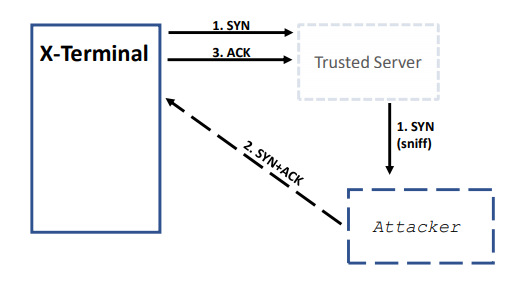 1. SYN
X-Terminal
3. ACK
Trusted Server
1. SYN
(sniff)
2. SYN+ACK
Attacker